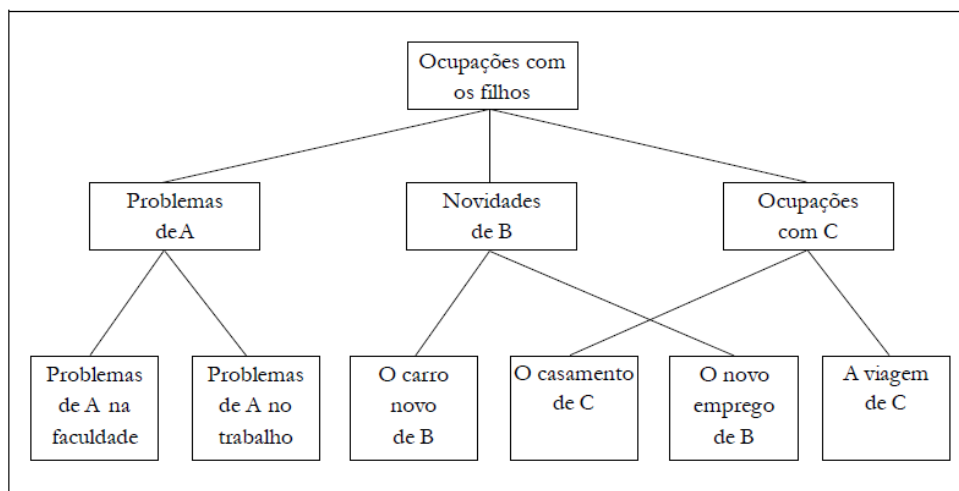 Ocupações com
os filhos
Problemas
de A
Novidades
de B
Ocupações
com C
Problemas
de A na
faculdade
Problemas
de A no
trabalho
O carro
novo
de B
O casamento
de C
O novo
emprego
de B
A viagem
de C